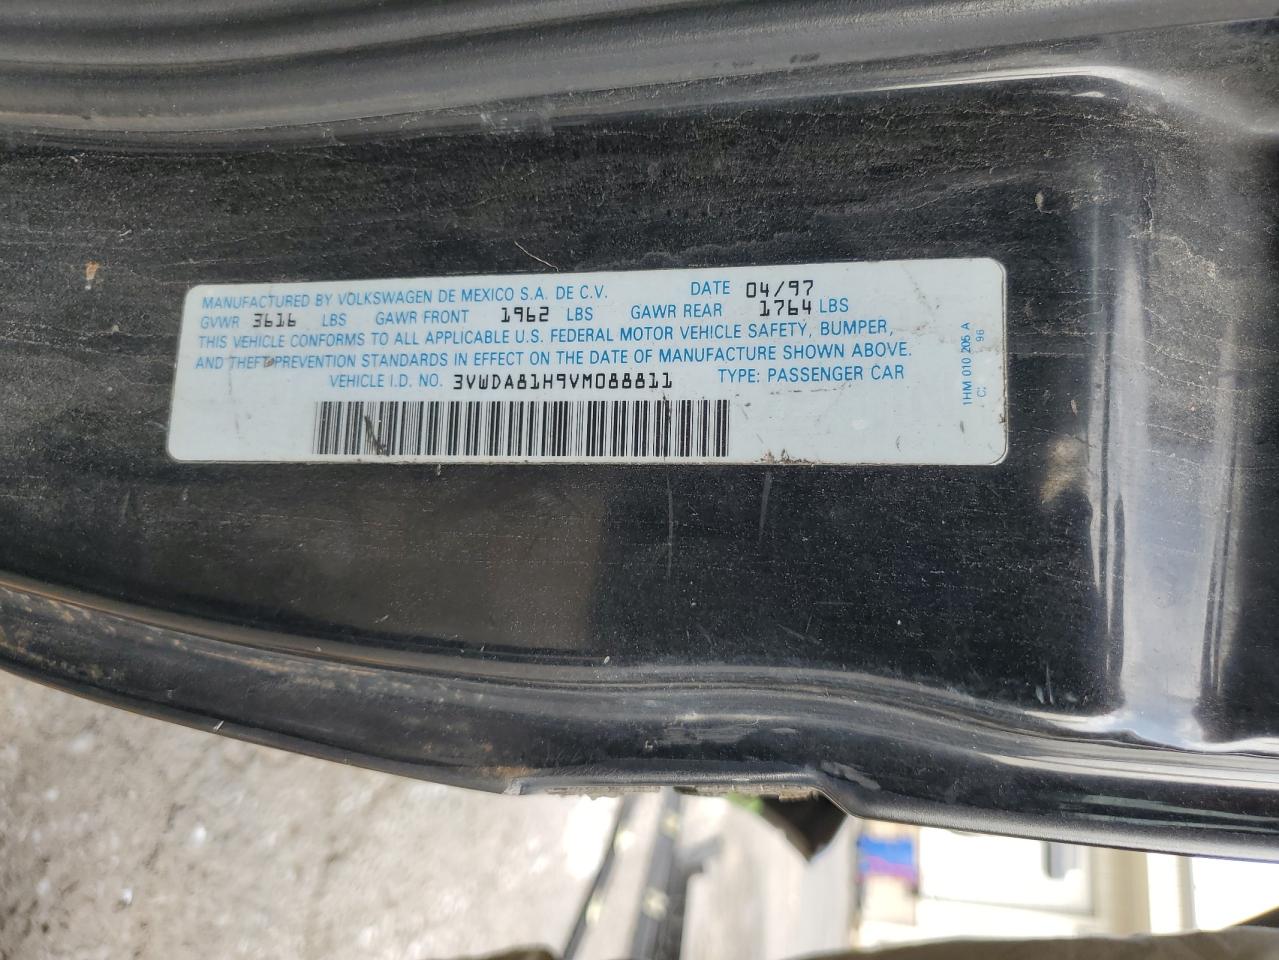 MANUFACTURED BY VOLKSWAGEN DE MEXICO S.A. DE C.V. DATE 04/97
GVWR 3616 LBS GAWR FRONT 1962 LBS GAWR REAR 1764 LBS
THIS VEHICLE CONFORMS TO ALL APPLICABLE U.S. FEDERAL MOTOR VEHICLE SAFETY, BUMPER,
AND THEFT PREVENTION STANDARDS IN EFFECT ON THE DATE OF MANUFACTURE SHOWN ABOVE.
VEHICLE I.D. NO. 3VWDA81H9VM088811 TYPE: PASSENGER CAR
1HM 010 206 A
C: 96